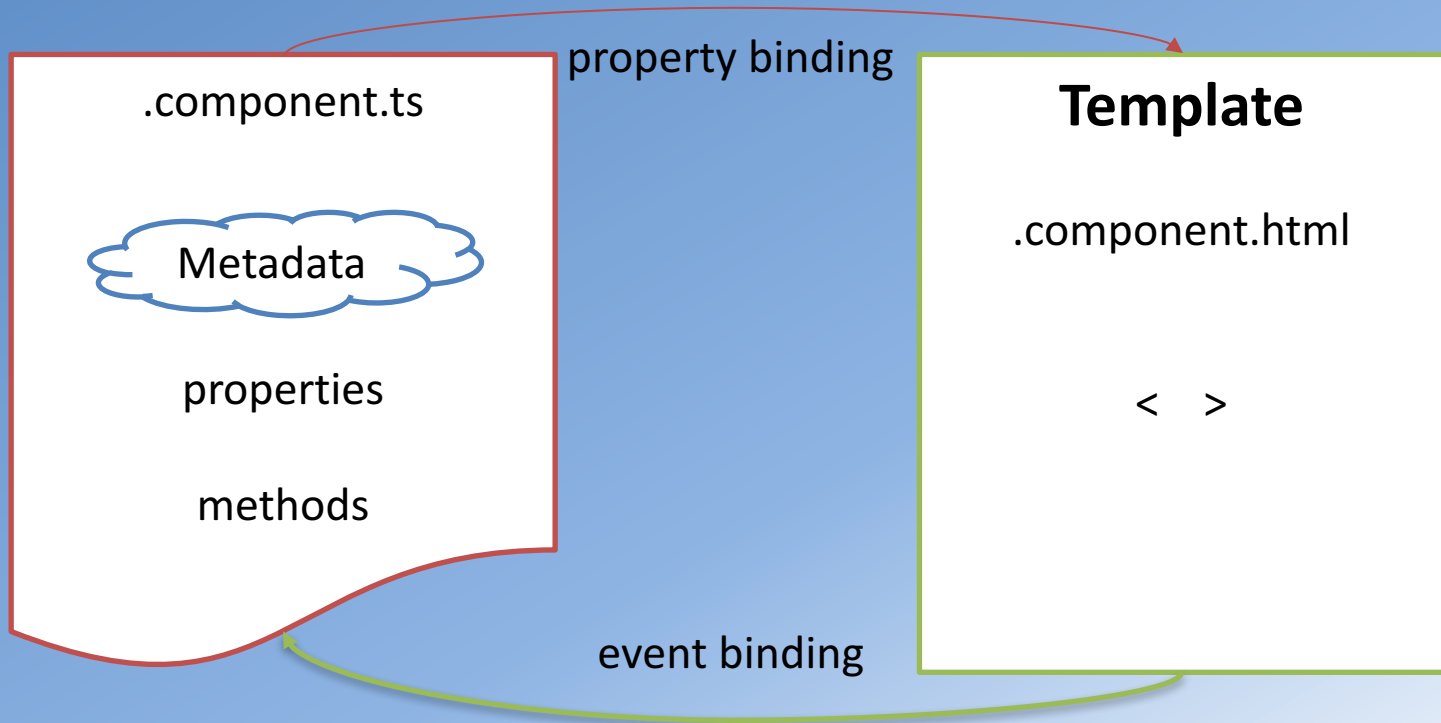 property binding
.component.ts
Metadata
properties
methods
Template
.component.html
< >
event binding